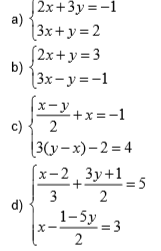 a) { 2x+3y=-1
3x+y=2
b) { 2x+y=3
3x-y=-1
c) { (x-y)/2+x=-1
3(y-x)-2=4
d) { (x-2)/3+(3y+1)/2=5
x-(1-5y)/2=3